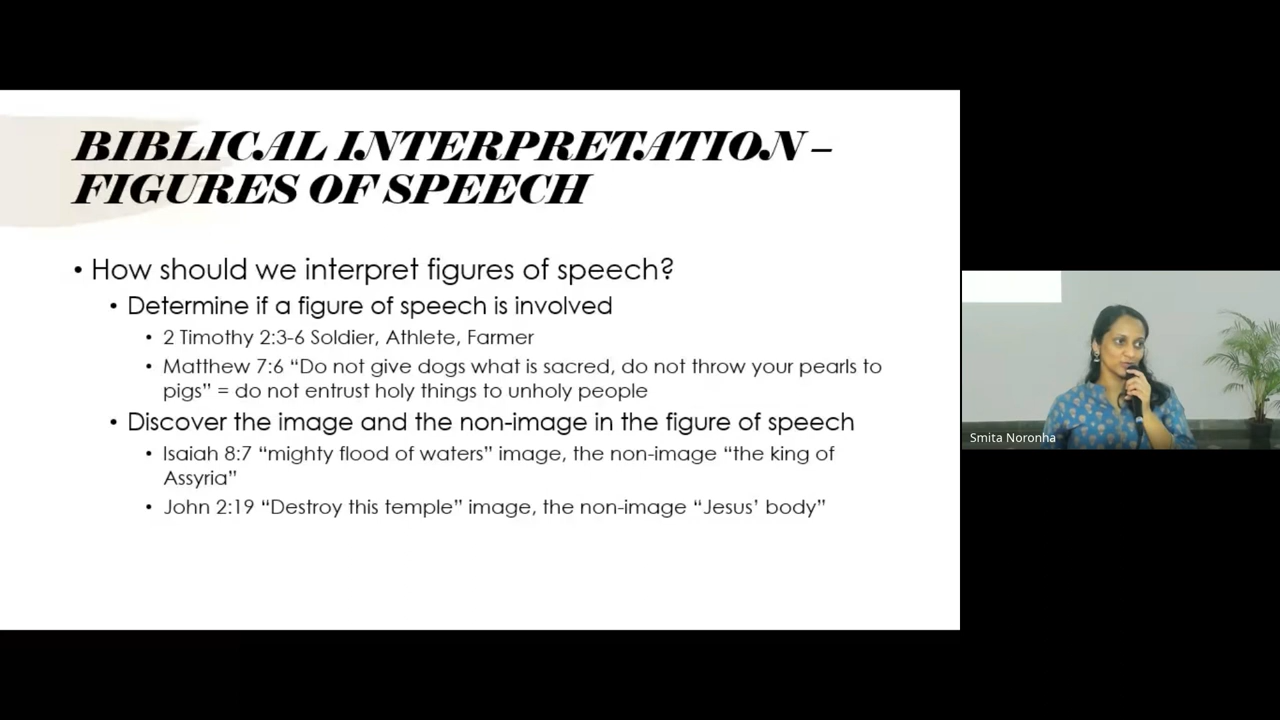 BIBLICAL INTERPRETATION –
FIGURES OF SPEECH
• How should we interpret figures of speech?
• Determine if a figure of speech is involved
• 2 Timothy 2:3-6 Soldier, Athlete, Farmer
• Matthew 7:6 “Do not give dogs what is sacred, do not throw your pearls to
pigs” = do not entrust holy things to unholy people
• Discover the image and the non-image in the figure of speech
• Isaiah 8:7 “mighty flood of waters” image, the non-image “the king of
Assyria”
• John 2:19 “Destroy this temple” image, the non-image “Jesus’ body”
Smita Noronha